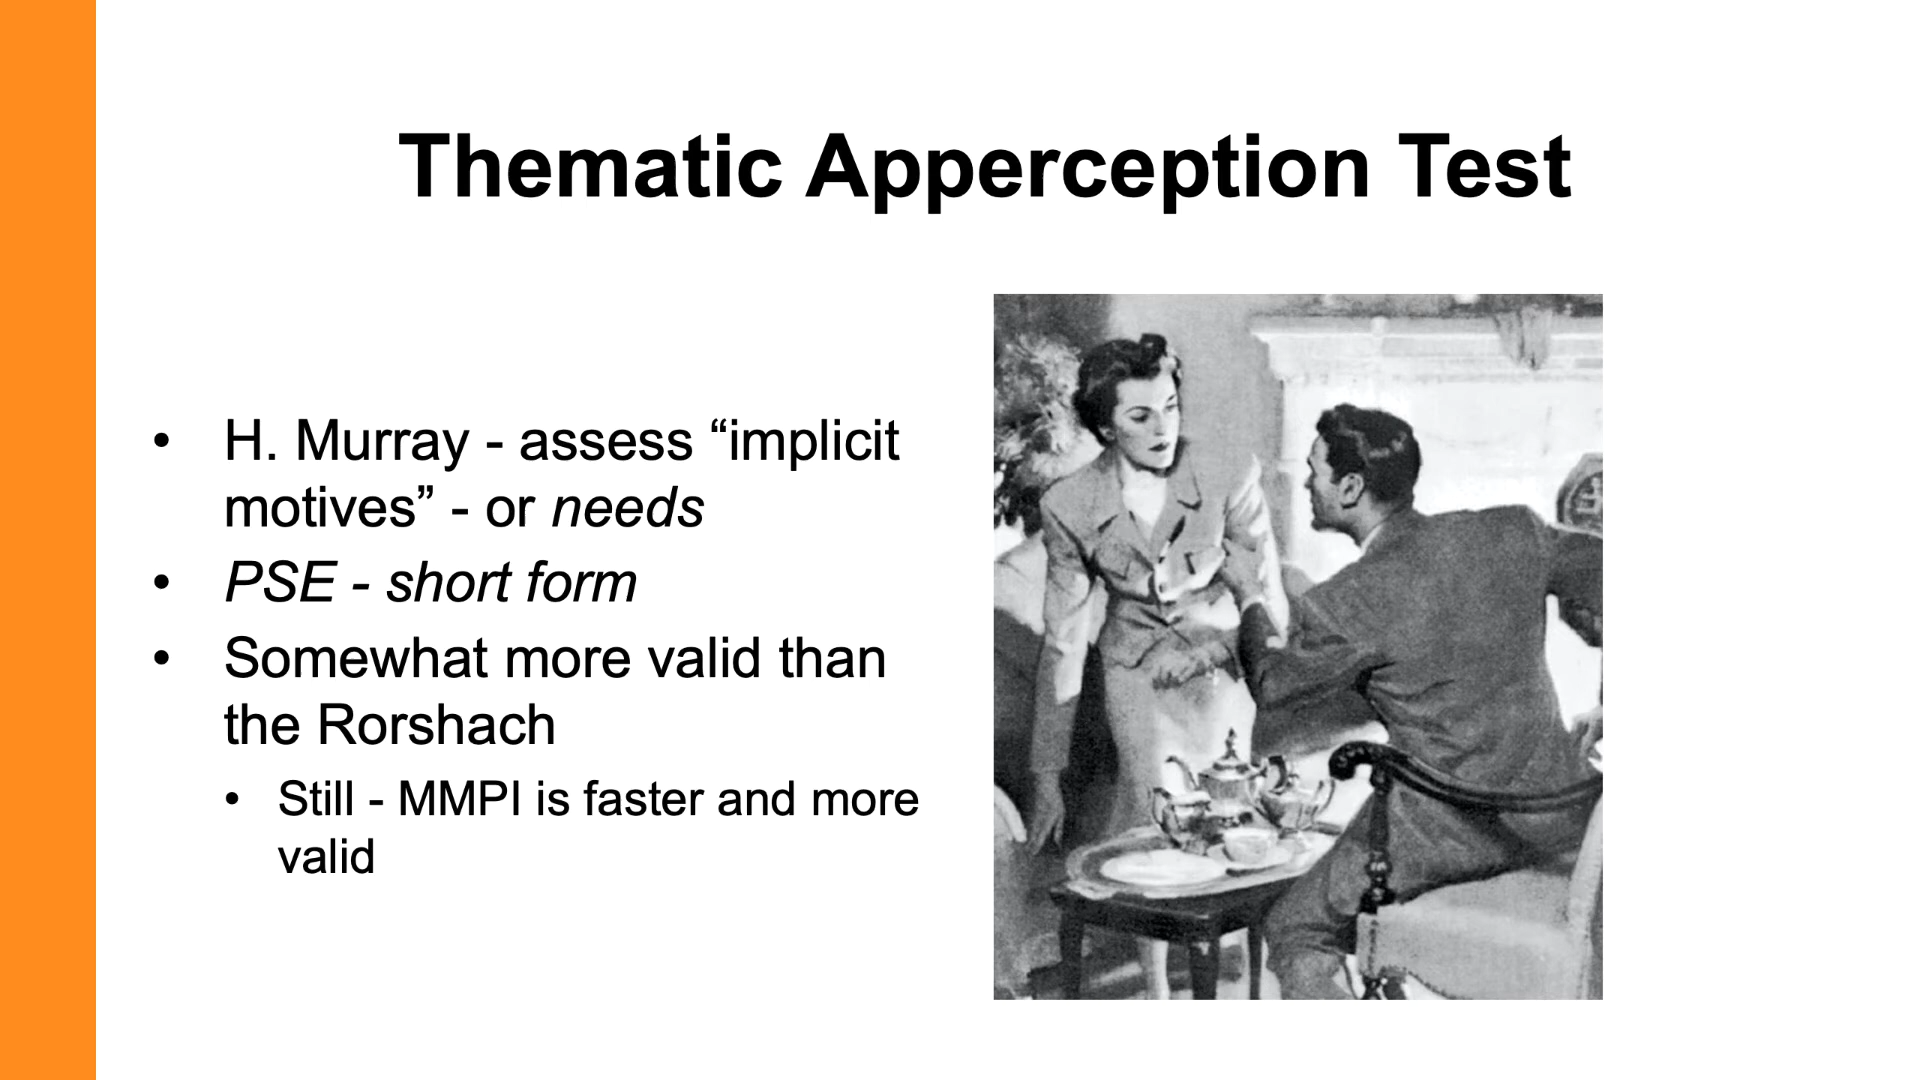 Thematic Apperception Test
• H. Murray - assess “implicit
motives” - or needs
• PSE - short form
• Somewhat more valid than
the Rorshach
• Still - MMPI is faster and more
valid